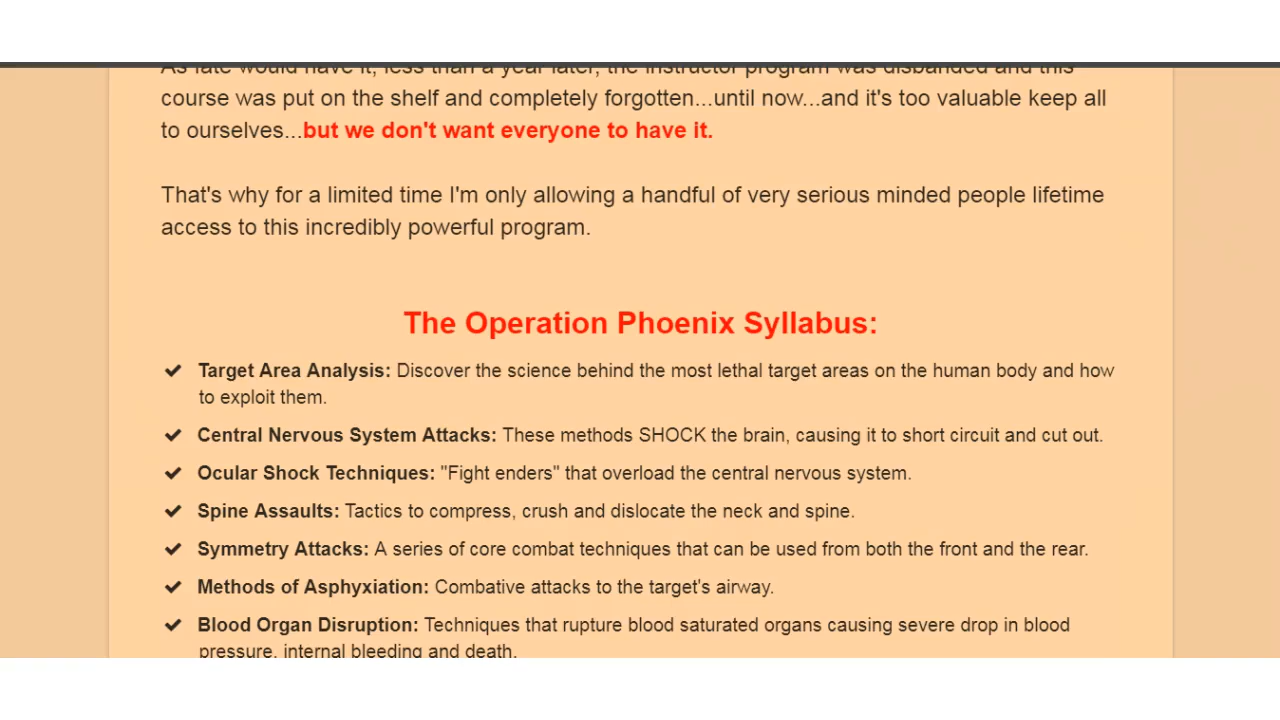 As fate would have it, less than a year later, the instructor program was disbanded and this
course was put on the shelf and completely forgotten...until now...and it's too valuable keep all
to ourselves...but we don't want everyone to have it.
That's why for a limited time I'm only allowing a handful of very serious minded people lifetime
access to this incredibly powerful program.
The Operation Phoenix Syllabus:
Target Area Analysis: Discover the science behind the most lethal target areas on the human body and how
to exploit them.
Central Nervous System Attacks: These methods SHOCK the brain, causing it to short circuit and cut out.
Ocular Shock Techniques: "Fight enders" that overload the central nervous system.
Spine Assaults: Tactics to compress, crush and dislocate the neck and spine.
Symmetry Attacks: A series of core combat techniques that can be used from both the front and the rear.
Methods of Asphyxiation: Combative attacks to the target's airway.
Blood Organ Disruption: Techniques that rupture blood saturated organs causing severe drop in blood
pressure, internal bleeding and death.